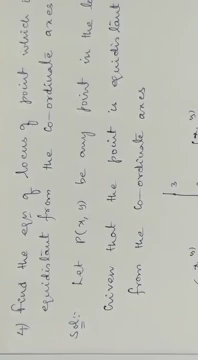 4) Find the eqn of locus of point which
equidistant from the co-ordinate axes
Sol:- Let P(x, y) be any point in the
Given that the point is equidistant
from the co-ordinate axes
3
(x, y)
(x, y)